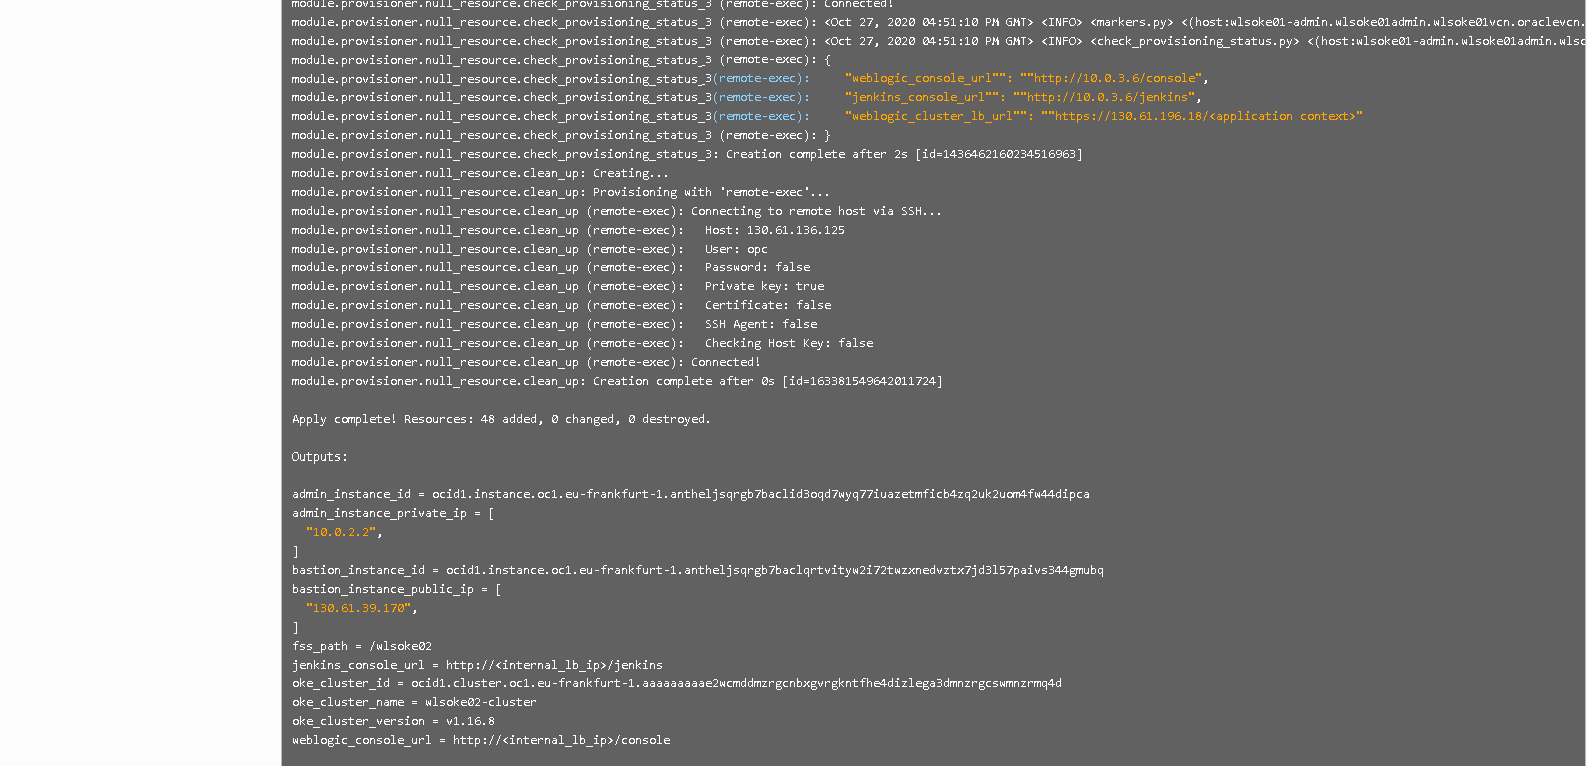 module.provisioner.null_resource.check_provisioning_status_3 (remote-exec): Connected!
module.provisioner.null_resource.check_provisioning_status_3 (remote-exec): <Oct 27, 2020 04:51:10 PM GMT> <INFO> <markers.py> <(host:wlsoke01-admin.wlsoke01admin.wlsoke01vcn.oraclevcn.
module.provisioner.null_resource.check_provisioning_status_3 (remote-exec): <Oct 27, 2020 04:51:10 PM GMT> <INFO> <check_provisioning_status.py> <(host:wlsoke01-admin.wlsoke01admin.wlsc
module.provisioner.null_resource.check_provisioning_status_3 (remote-exec): {
module.provisioner.null_resource.check_provisioning_status_3(remote-exec):     "weblogic_console_url"": ""http://10.0.3.6/console",
module.provisioner.null_resource.check_provisioning_status_3(remote-exec):     "jenkins_console_url"": ""http://10.0.3.6/jenkins",
module.provisioner.null_resource.check_provisioning_status_3(remote-exec):     "weblogic_cluster_lb_url"": ""https://130.61.196.18/<application context>"
module.provisioner.null_resource.check_provisioning_status_3 (remote-exec): }
module.provisioner.null_resource.check_provisioning_status_3: Creation complete after 2s [id=1436462160234516963]
module.provisioner.null_resource.clean_up: Creating...
module.provisioner.null_resource.clean_up: Provisioning with 'remote-exec'...
module.provisioner.null_resource.clean_up (remote-exec): Connecting to remote host via SSH...
module.provisioner.null_resource.clean_up (remote-exec):   Host: 130.61.136.125
module.provisioner.null_resource.clean_up (remote-exec):   User: opc
module.provisioner.null_resource.clean_up (remote-exec):   Password: false
module.provisioner.null_resource.clean_up (remote-exec):   Private key: true
module.provisioner.null_resource.clean_up (remote-exec):   Certificate: false
module.provisioner.null_resource.clean_up (remote-exec):   SSH Agent: false
module.provisioner.null_resource.clean_up (remote-exec):   Checking Host Key: false
module.provisioner.null_resource.clean_up (remote-exec): Connected!
module.provisioner.null_resource.clean_up: Creation complete after 0s [id=163381549642011724]
Apply complete! Resources: 48 added, 0 changed, 0 destroyed.
Outputs:
admin_instance_id = ocid1.instance.oc1.eu-frankfurt-1.antheljsqrgb7baclid3oqd7wyq77iuazetmficb4zq2uk2uom4fw44dipca
admin_instance_private_ip = [
  "10.0.2.2",
]
bastion_instance_id = ocid1.instance.oc1.eu-frankfurt-1.antheljsqrgb7baclqrtvityw2i72twzxnedvztx7jd3l57paivs344gmubq
bastion_instance_public_ip = [
  "130.61.39.170",
]
fss_path = /wlsoke02
jenkins_console_url = http://<internal_lb_ip>/jenkins
oke_cluster_id = ocid1.cluster.oc1.eu-frankfurt-1.aaaaaaaaae2wcmddmzrgcnbxgvrgkntfhe4dizlega3dmnzrgcswmnzrmq4d
oke_cluster_name = wlsoke02-cluster
oke_cluster_version = v1.16.8
weblogic_console_url = http://<internal_lb_ip>/console